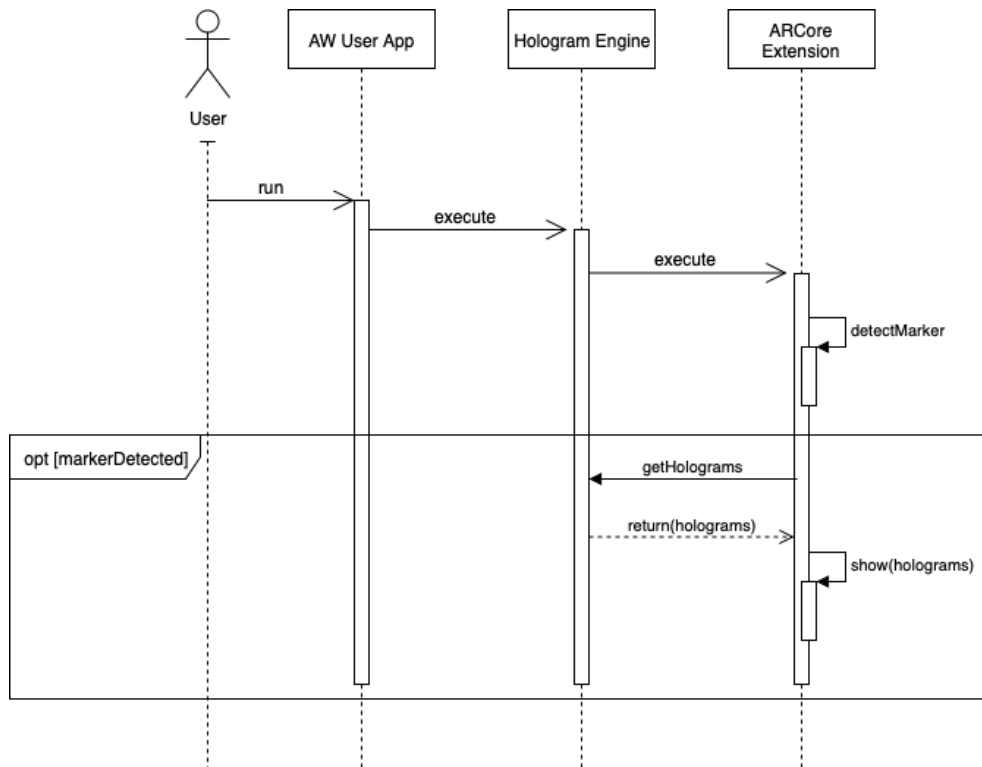 AW User App
Hologram Engine
ARCore
Extension
User
run
execute
execute
detectMarker
opt [markerDetected]
getHolograms
return(holograms)
show(holograms)